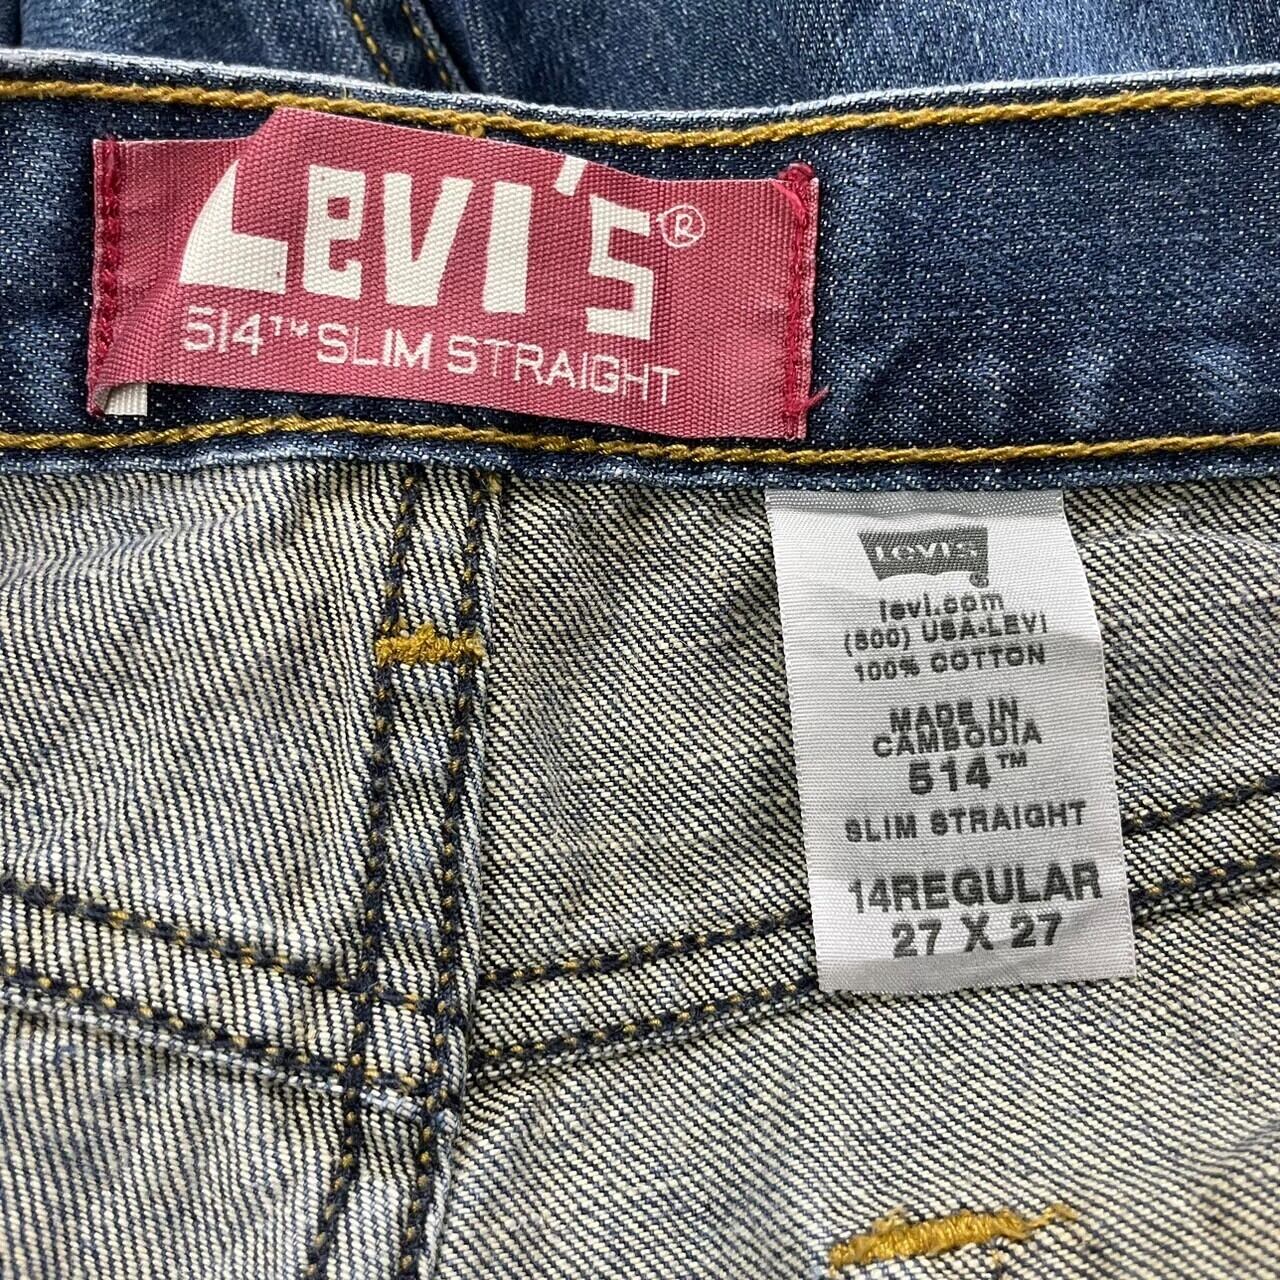 Levi's®
514™ SLIM STRAIGHT
LEVI'S
®
levi.com
(800) USA-LEVI
100% COTTON
MADE IN
CAMBODIA
514™
SLIM STRAIGHT
14REGULAR
27 X 27